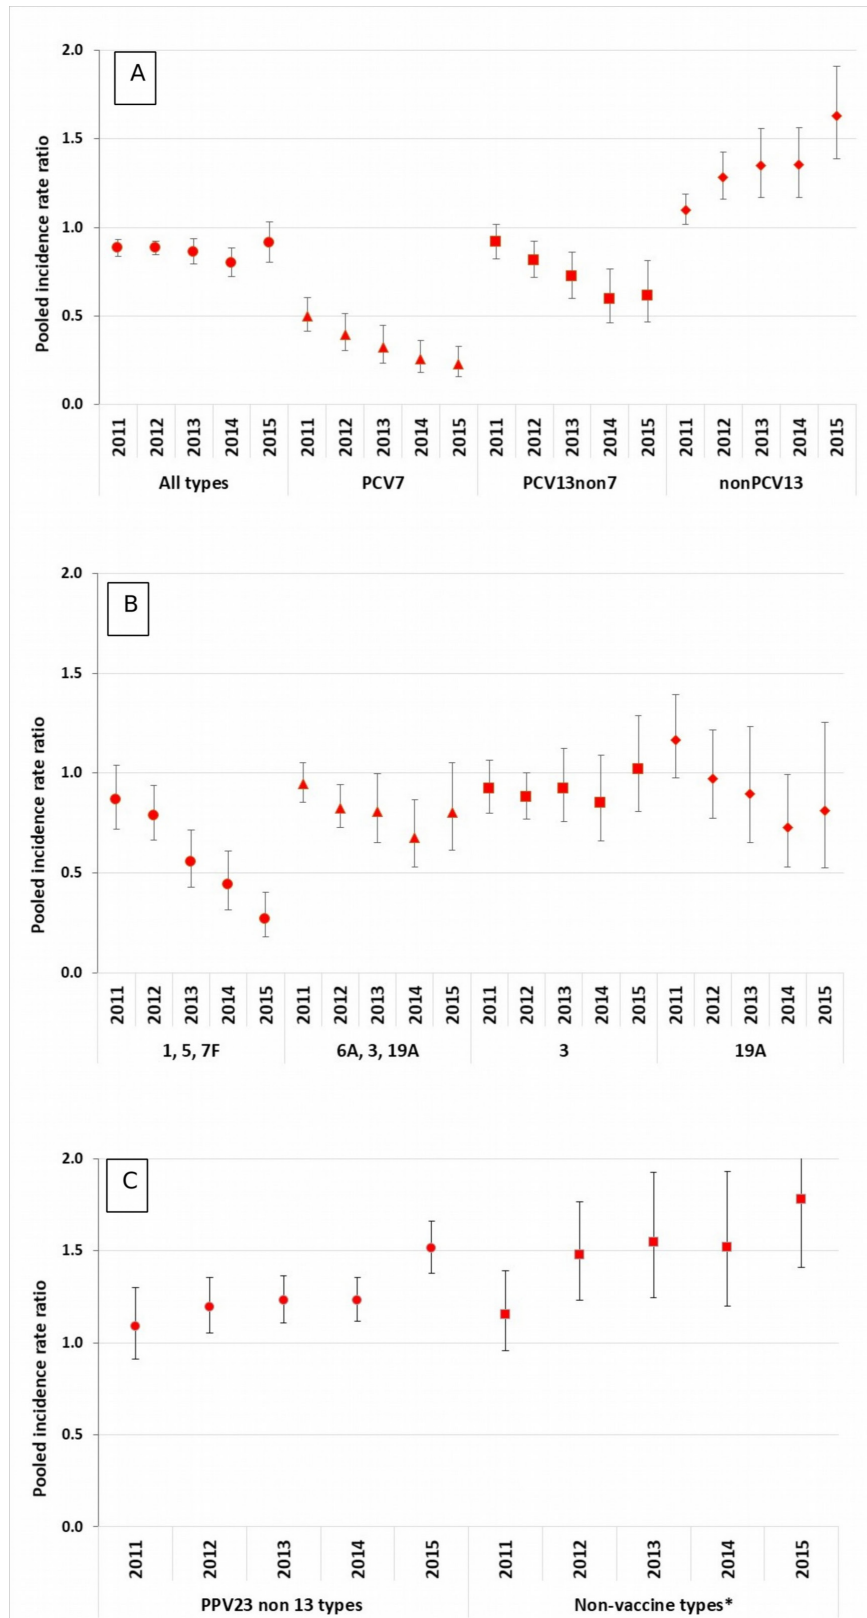 A
Pooled incidence rate ratio
2.0
1.5
1.0
0.5
0.0
2011 2012 2013 2014 2015 2011 2012 2013 2014 2015 2011 2012 2013 2014 2015 2011 2012 2013 2014 2015
All types PCV7 PCV13non7 nonPCV13
B
Pooled incidence rate ratio
2.0
1.5
1.0
0.5
0.0
2011 2012 2013 2014 2015 2011 2012 2013 2014 2015 2011 2012 2013 2014 2015 2011 2012 2013 2014 2015
1, 5, 7F 6A, 3, 19A 3 19A
C
Pooled incidence rate ratio
2.0
1.5
1.0
0.5
0.0
2011 2012 2013 2014 2015 2011 2012 2013 2014 2015
PPV23 non 13 types Non-vaccine types*